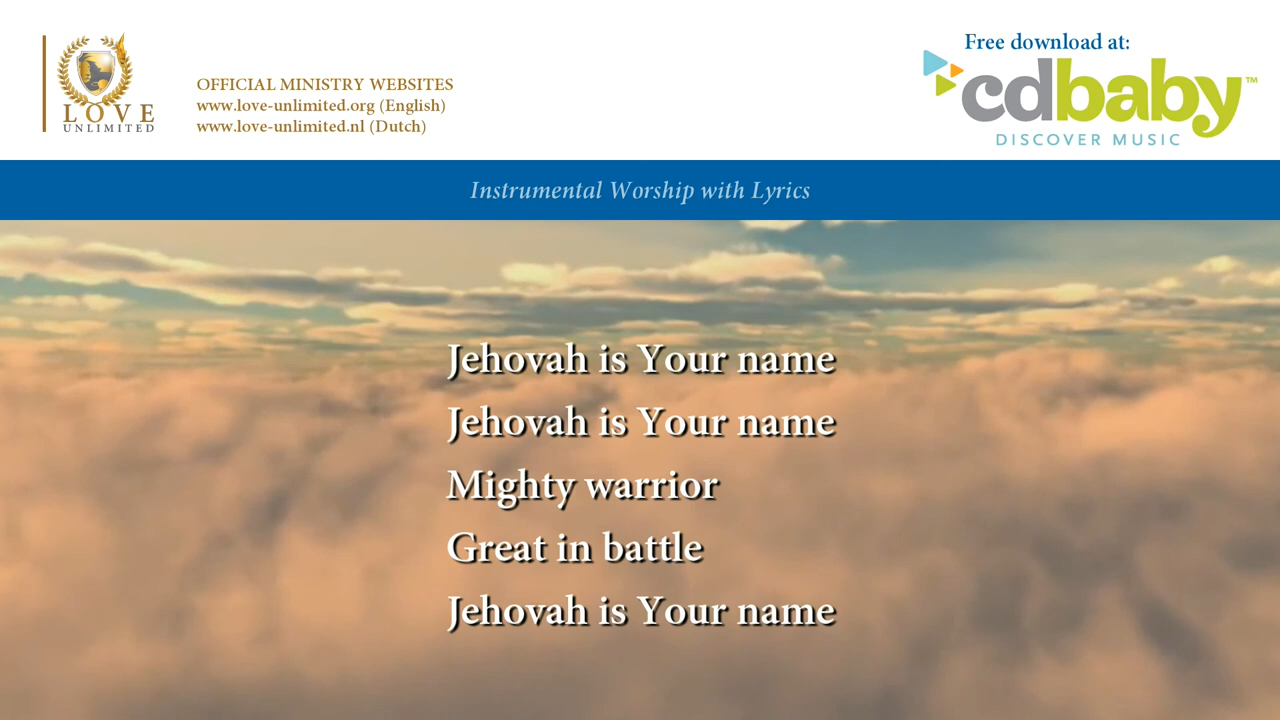 LOVE
UNLIMITED
OFFICIAL MINISTRY WEBSITES
www.love-unlimited.org (English)
www.love-unlimited.nl (Dutch)
Free download at:
cdbaby™
DISCOVER MUSIC
Instrumental Worship with Lyrics
Jehovah is Your name
Jehovah is Your name
Mighty warrior
Great in battle
Jehovah is Your name